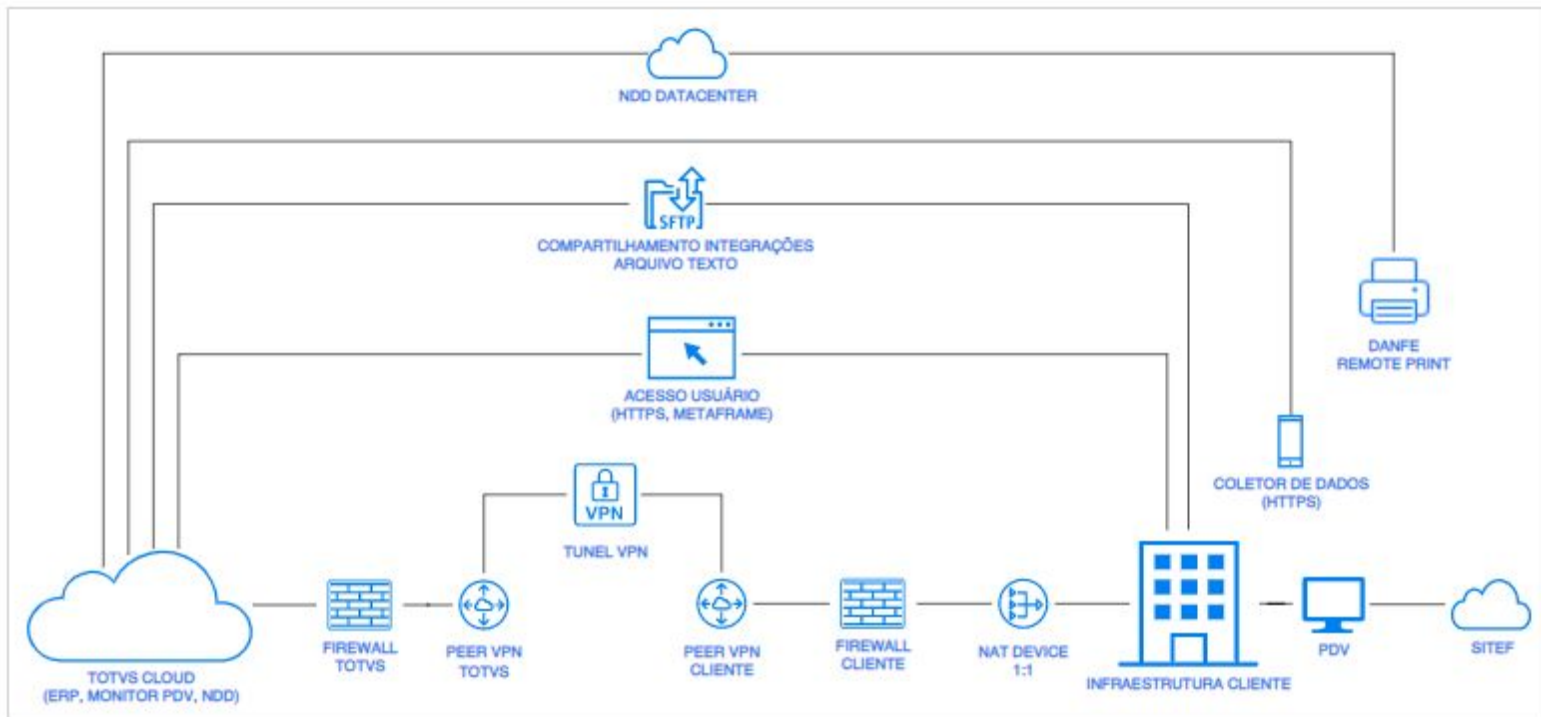 NDD DATACENTER
SFTP
COMPARTILHAMENTO INTEGRAÇÕES
ARQUIVO TEXTO
DANFE
REMOTE PRINT
ACESSO USUÁRIO
(HTTPS, METAFRAME)
COLETOR DE DADOS
(HTTPS)
VPN
TUNEL VPN
TOTVS CLOUD
(ERP, MONITOR PDV, NDD)
FIREWALL
TOTVS
PEER VPN
TOTVS
PEER VPN
CLIENTE
FIREWALL
CLIENTE
NAT DEVICE
1:1
INFRAESTRUTURA CLIENTE
PDV
SITEF